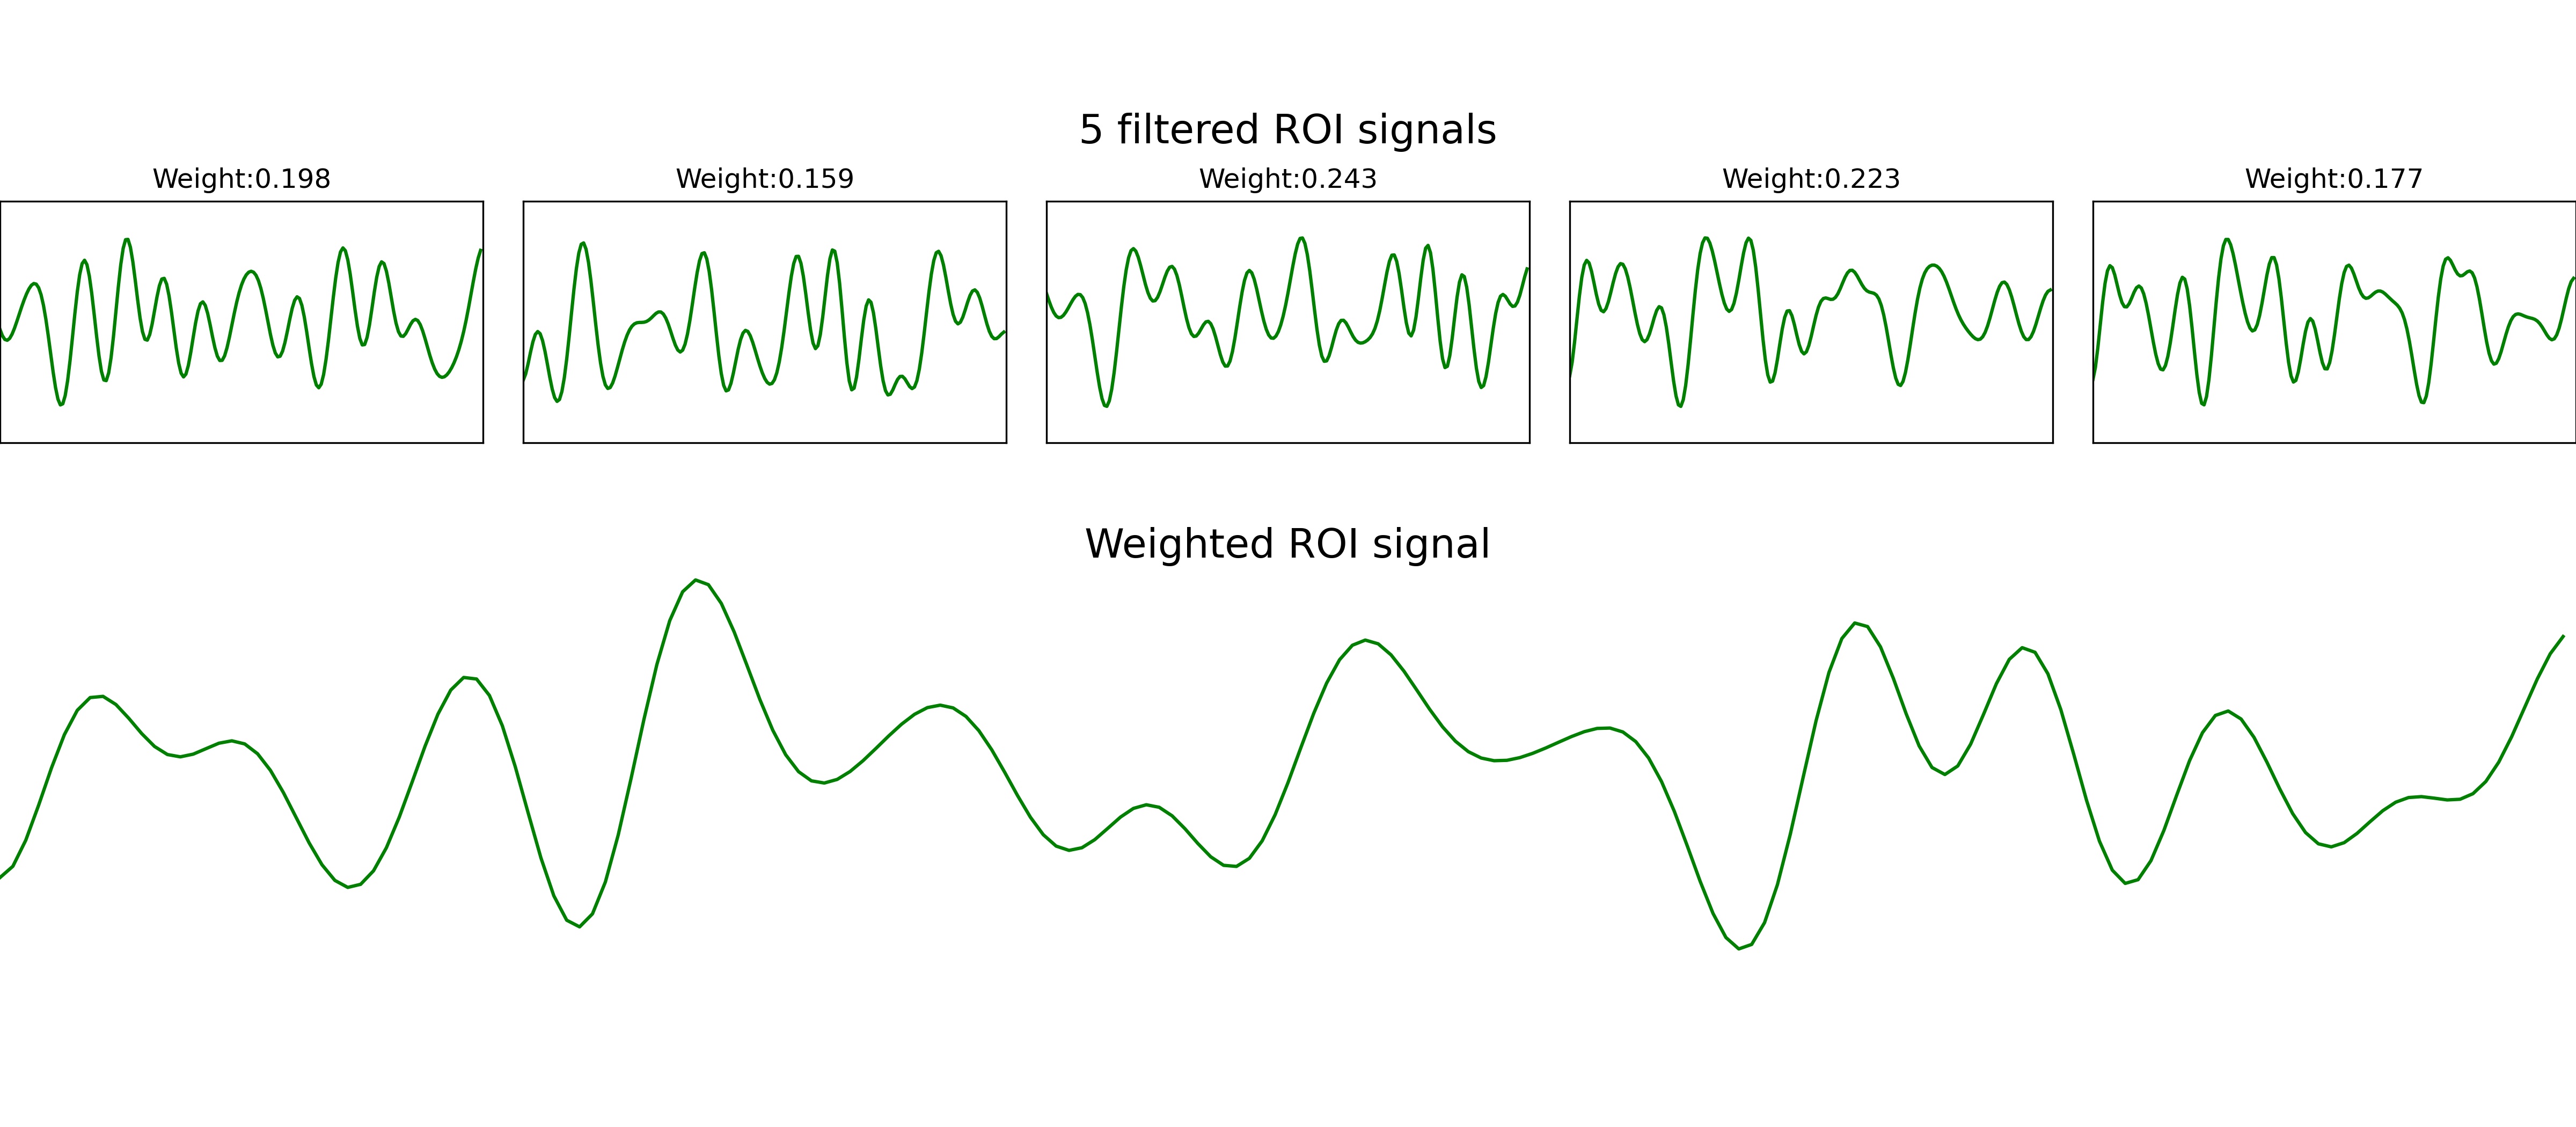 5 filtered ROI signals
Weight:0.198
Weight:0.159
Weight:0.243
Weight:0.223
Weight:0.177
Weighted ROI signal